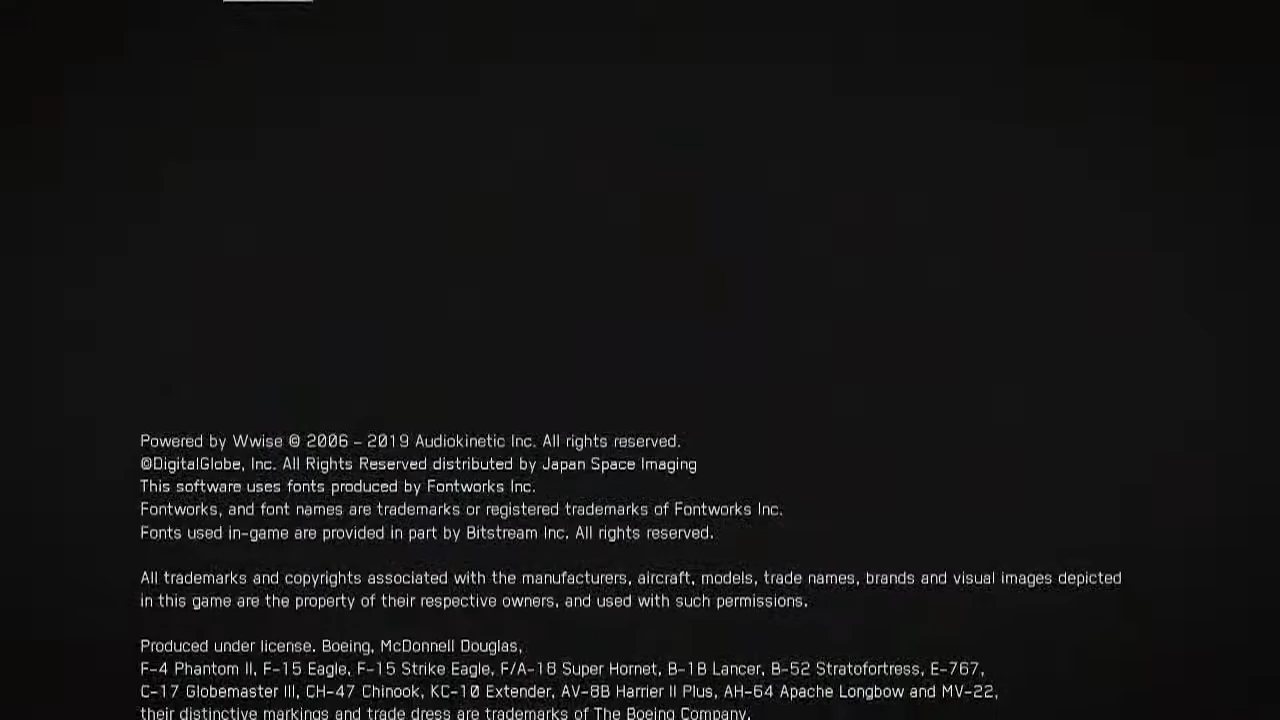 Powered by Wwise © 2006 – 2019 Audiokinetic Inc. All rights reserved.
©DigitalGlobe, Inc. All Rights Reserved distributed by Japan Space Imaging
This software uses fonts produced by Fontworks Inc.
Fontworks, and font names are trademarks or registered trademarks of Fontworks Inc.
Fonts used in-game are provided in part by Bitstream Inc. All rights reserved.
All trademarks and copyrights associated with the manufacturers, aircraft, models, trade names, brands and visual images depicted
in this game are the property of their respective owners, and used with such permissions.
Produced under license. Boeing, McDonnell Douglas,
F-4 Phantom II, F-15 Eagle, F-15 Strike Eagle, F/A-18 Super Hornet, B-1B Lancer, B-52 Stratofortress, E-767,
C-17 Globemaster III, CH-47 Chinook, KC-10 Extender, AV-8B Harrier II Plus, AH-64 Apache Longbow and MV-22,
their distinctive markings and trade dress are trademarks of The Boeing Company.